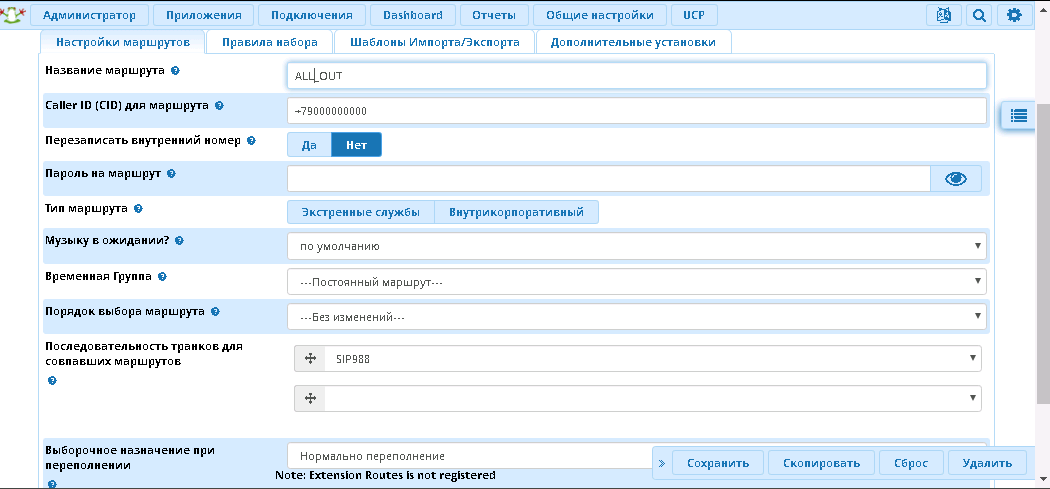 Администратор Приложения Подключения Dashboard Отчеты Общие настройки UCP
Настройки маршрутов Правила набора Шаблоны Импорта/Экспорта Дополнительные установки
Название маршрута ALL_OUT
Caller ID (CID) для маршрута +79000000000
Перезаписать внутренний номер Да Нет
Пароль на маршрут
Тип маршрута Экстренные службы Внутрикорпоративный
Музыку в ожидании? по умолчанию
Временная Группа ---Постоянный маршрут---
Порядок выбора маршрута ---Без изменений---
Последовательность транков для
совпавших маршрутов
SIP988
Выборочное назначение при
переполнении
Нормально переполнение
» Сохранить Скопировать Сброс Удалить
Note: Extension Routes is not registered